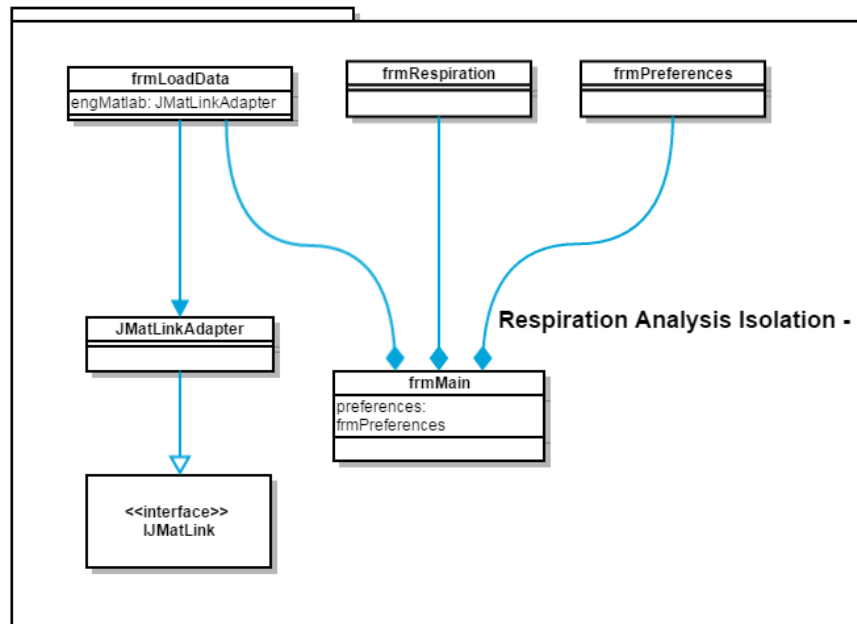 frmLoadData
engMatlab: JMatLinkAdapter
frmRespiration
frmPreferences
JMatLinkAdapter
Respiration Analysis Isolation -
frmMain
preferences:
frmPreferences
<<interface>>
IJMatLink